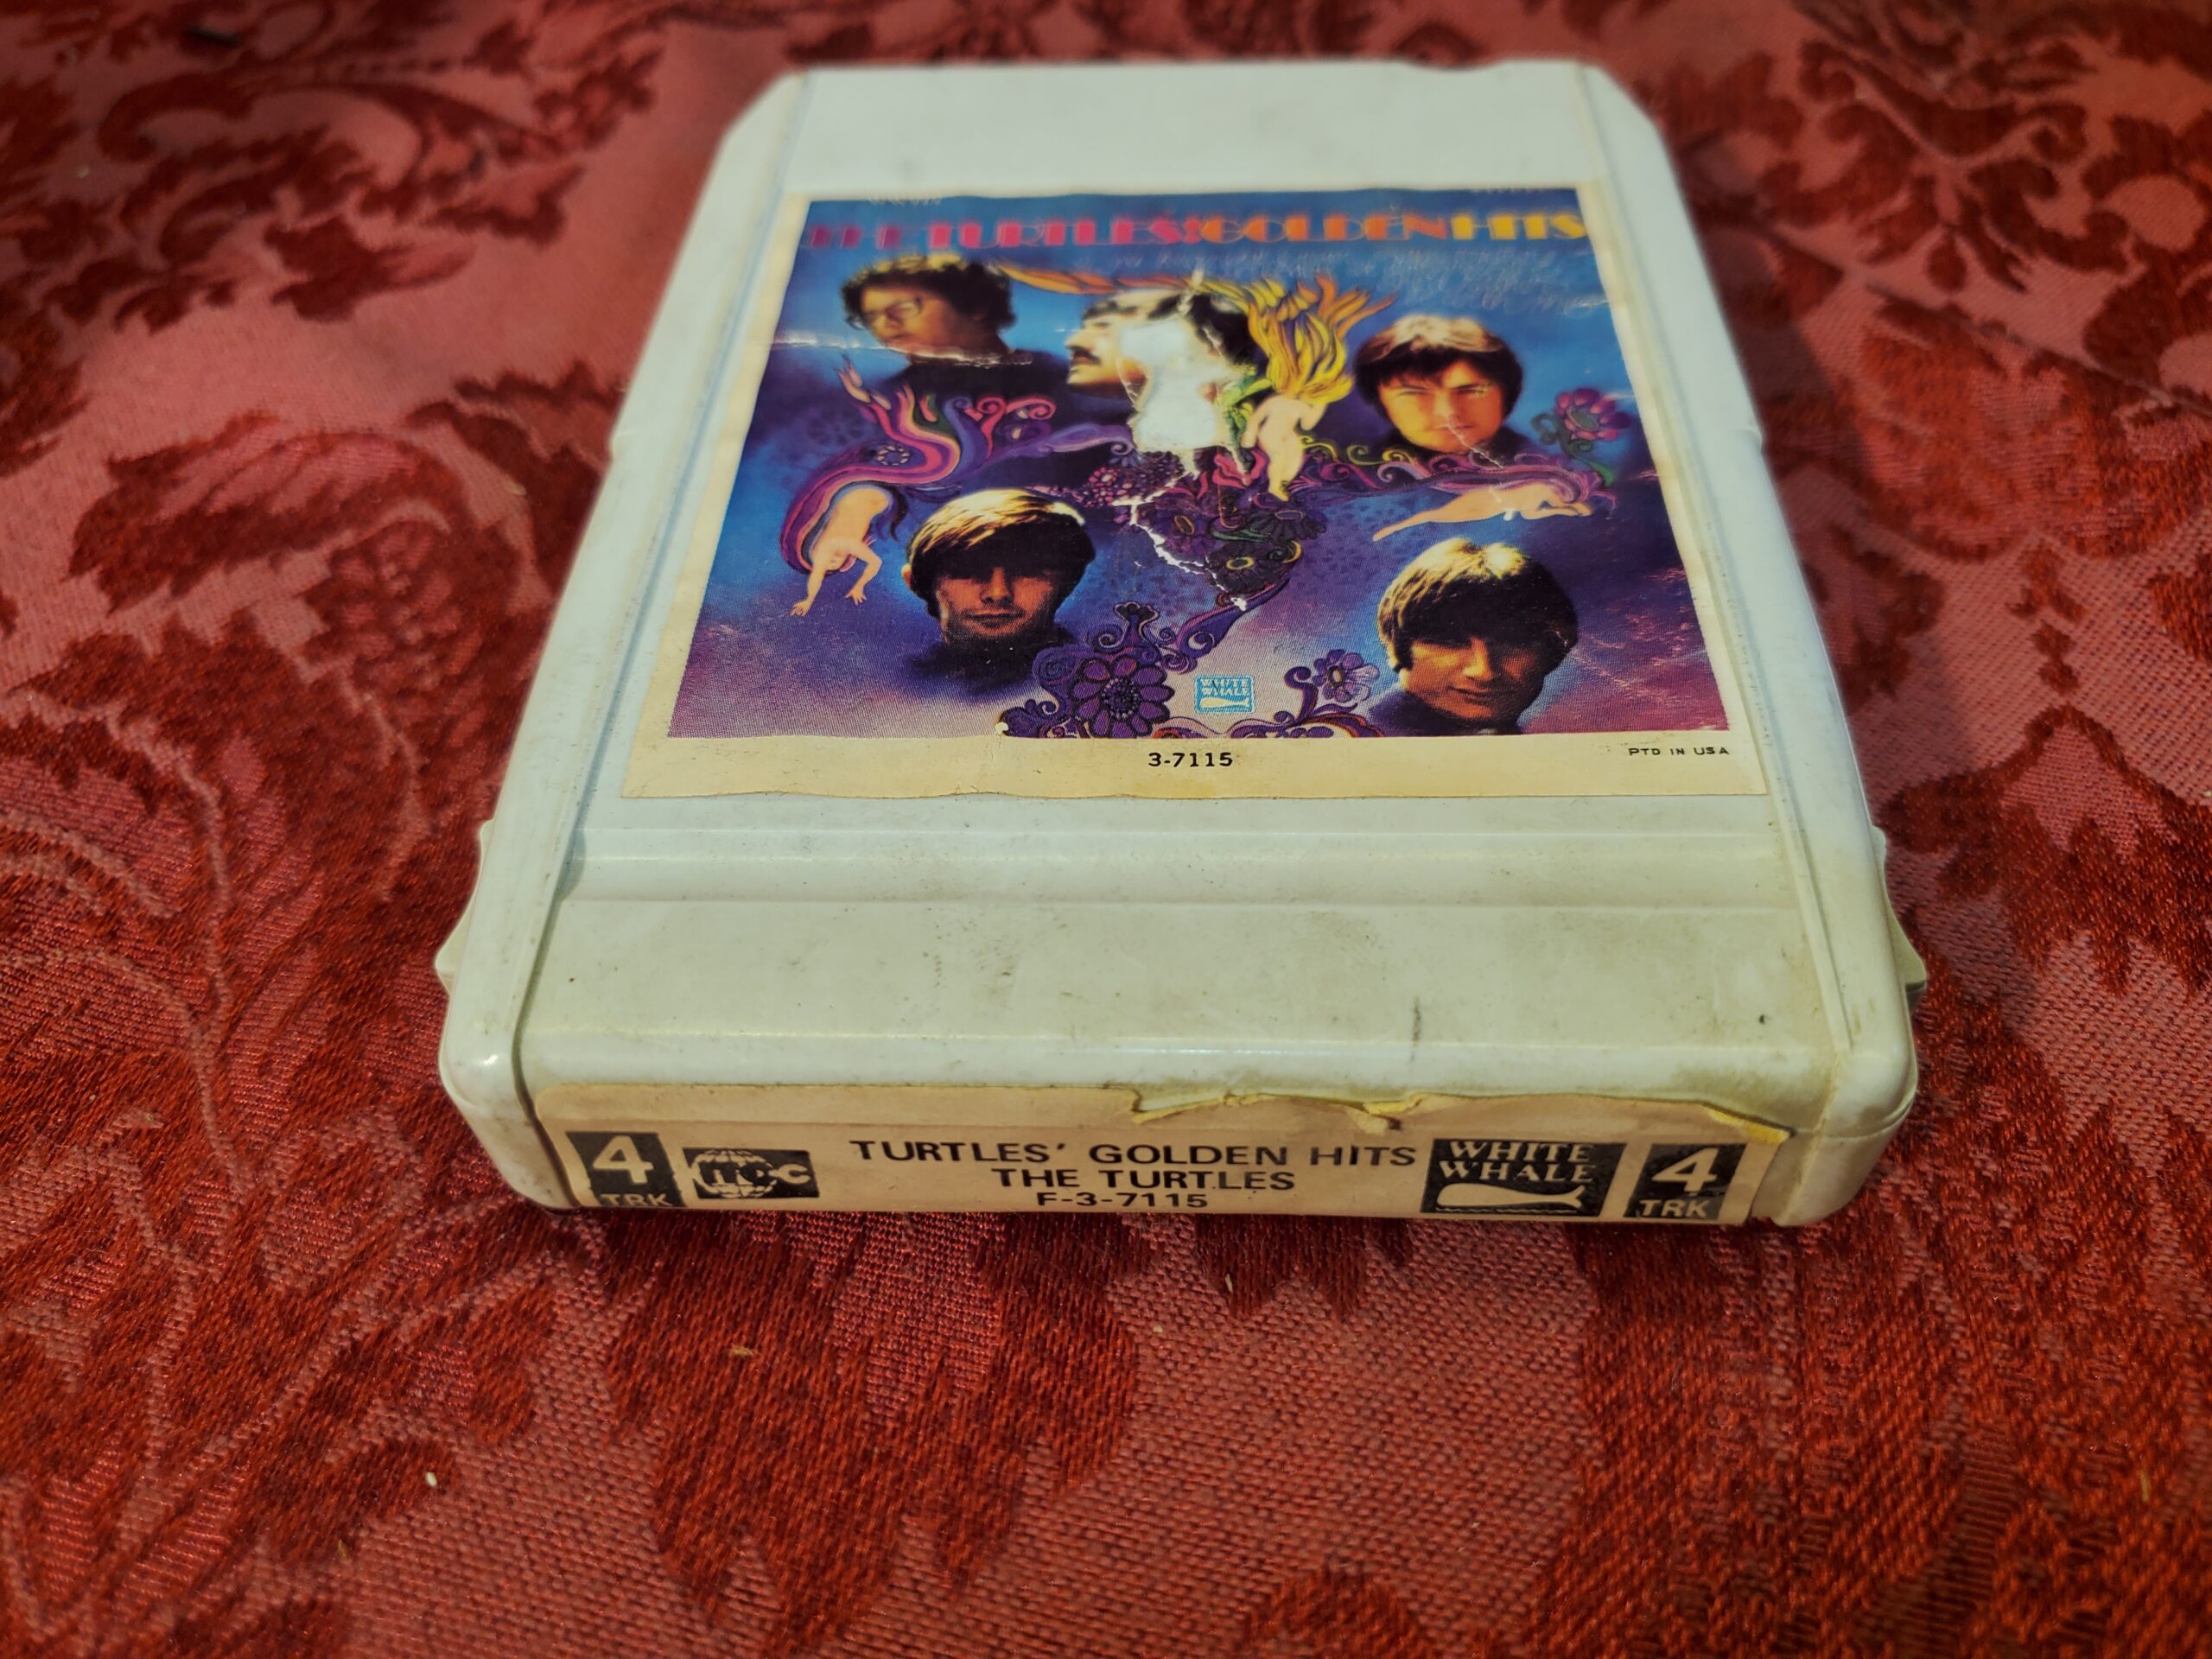 THE TURTLES! GOLDEN HITS
WHITE
WHALE
3-7115
PTD IN USA
4
TRK
ITCC
TURTLES' GOLDEN HITS
THE TURTLES
F-3-7115
WHITE
WHALE
4
TRK